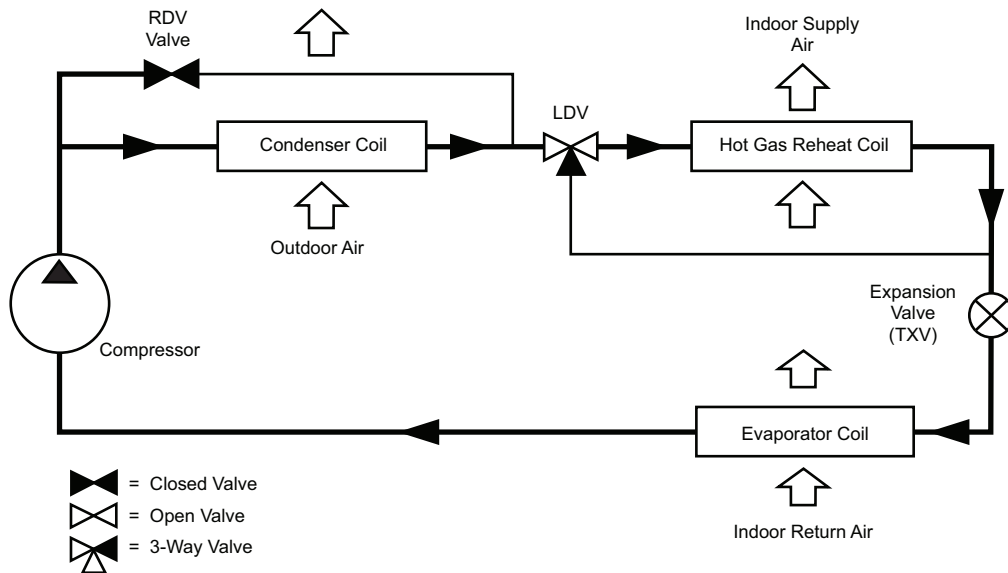 RDV
Valve
Indoor Supply
Air
LDV
Condenser Coil
Hot Gas Reheat Coil
Outdoor Air
Expansion
Valve
(TXV)
Compressor
Evaporator Coil
= Closed Valve
= Open Valve
= 3-Way Valve
Indoor Return Air